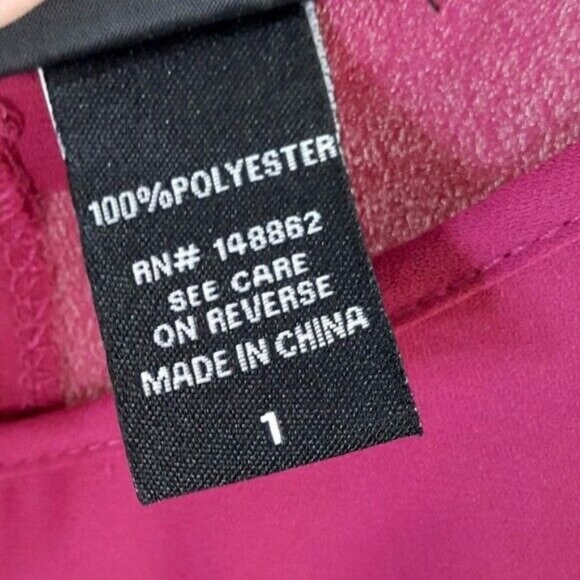 100%POLYESTER
RN# 148862
SEE CARE
ON REVERSE
MADE IN CHINA
1